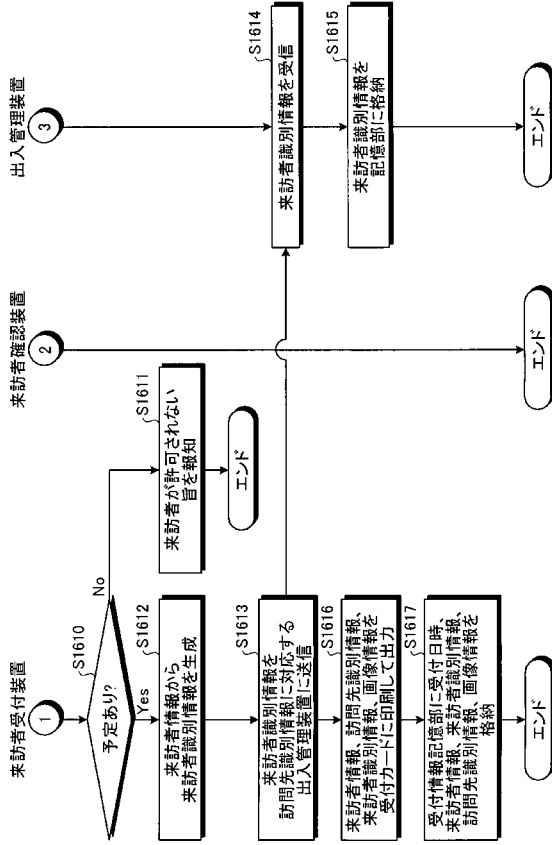 来訪者受付装置
1
予定あり?
S1610
No
Yes
来訪者が許可されない
旨を報知
S1611
エンド
来訪者情報から
来訪者識別情報を生成
S1612
来訪者識別情報を
訪問先識別情報に対応する
出入管理装置に送信
S1613
来訪者情報、訪問先識別情報、
来訪者識別情報、画像情報を
受付カードに印刷して出力
S1616
受付情報記憶部に受付日時、
来訪者情報、来訪者識別情報、
訪問先識別情報、画像情報を
格納
S1617
エンド
来訪者確認装置
2
エンド
出入管理装置
3
来訪者識別情報を受信
S1614
来訪者識別情報を
記憶部に格納
S1615
エンド